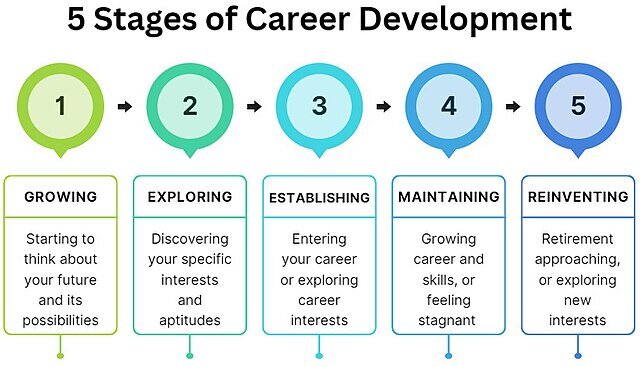 5 Stages of Career Development
1
2
3
4
5
GROWING
Starting to
think about
your future
and its
possibilities
EXPLORING
Discovering
your specific
interests
and
aptitudes
ESTABLISHING
Entering
your career
or exploring
career
interests
MAINTAINING
Growing
career and
skills, or
feeling
stagnant
REINVENTING
Retirement
approaching,
or exploring
new
interests